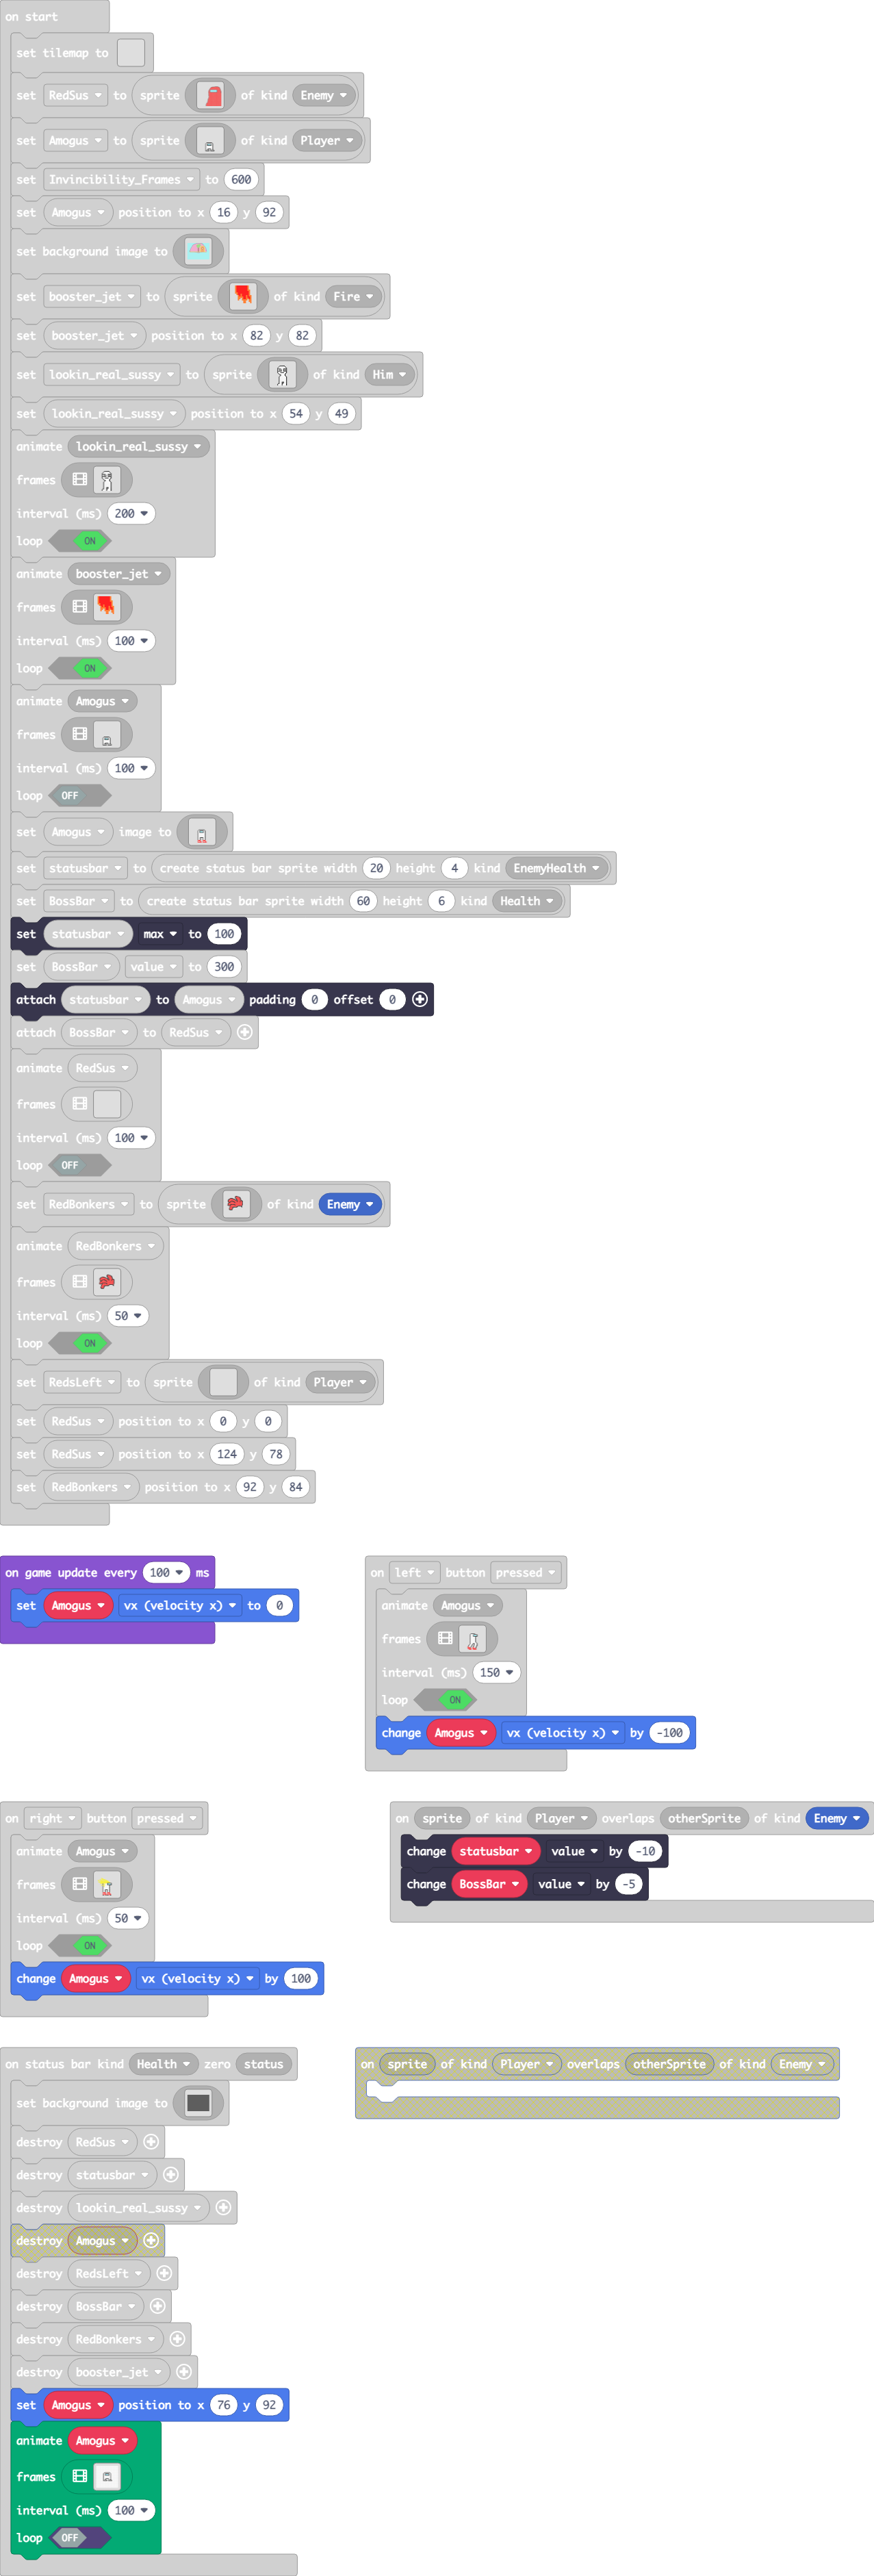 on start
set tilemap to
set RedSus to sprite of kind Enemy
set Amogus to sprite of kind Player
set Invincibility_Frames to 600
set Amogus position to x 16 y 92
set background image to
set booster_jet to sprite of kind Fire
set booster_jet position to x 82 y 82
set lookin_real_sussy to sprite of kind Him
set lookin_real_sussy position to x 54 y 49
animate lookin_real_sussy
frames
interval (ms) 200
loop ON
animate booster_jet
frames
interval (ms) 100
loop ON
animate Amogus
frames
interval (ms) 100
loop OFF
set Amogus image to
set statusbar to create status bar sprite width 20 height 4 kind EnemyHealth
set BossBar to create status bar sprite width 60 height 6 kind Health
set statusbar max to 100
set BossBar value to 300
attach statusbar to Amogus padding 0 offset 0
attach BossBar to RedSus
animate RedSus
frames
interval (ms) 100
loop OFF
set RedBonkers to sprite of kind Enemy
animate RedBonkers
frames
interval (ms) 50
loop ON
set RedsLeft to sprite of kind Player
set RedSus position to x 0 y 0
set RedSus position to x 124 y 78
set RedBonkers position to x 92 y 84
on game update every 100 ms
set Amogus vx (velocity x) to 0
on left button pressed
animate Amogus
frames
interval (ms) 150
loop ON
change Amogus vx (velocity x) by -100
on right button pressed
animate Amogus
frames
interval (ms) 50
loop ON
change Amogus vx (velocity x) by 100
on sprite of kind Player overlaps otherSprite of kind Enemy
change statusbar value by -10
change BossBar value by -5
on status bar kind Health zero status
set background image to
destroy RedSus
destroy statusbar
destroy lookin_real_sussy
destroy Amogus
destroy RedsLeft
destroy BossBar
destroy RedBonkers
destroy booster_jet
set Amogus position to x 76 y 92
animate Amogus
frames
interval (ms) 100
loop OFF
on sprite of kind Player overlaps otherSprite of kind Enemy